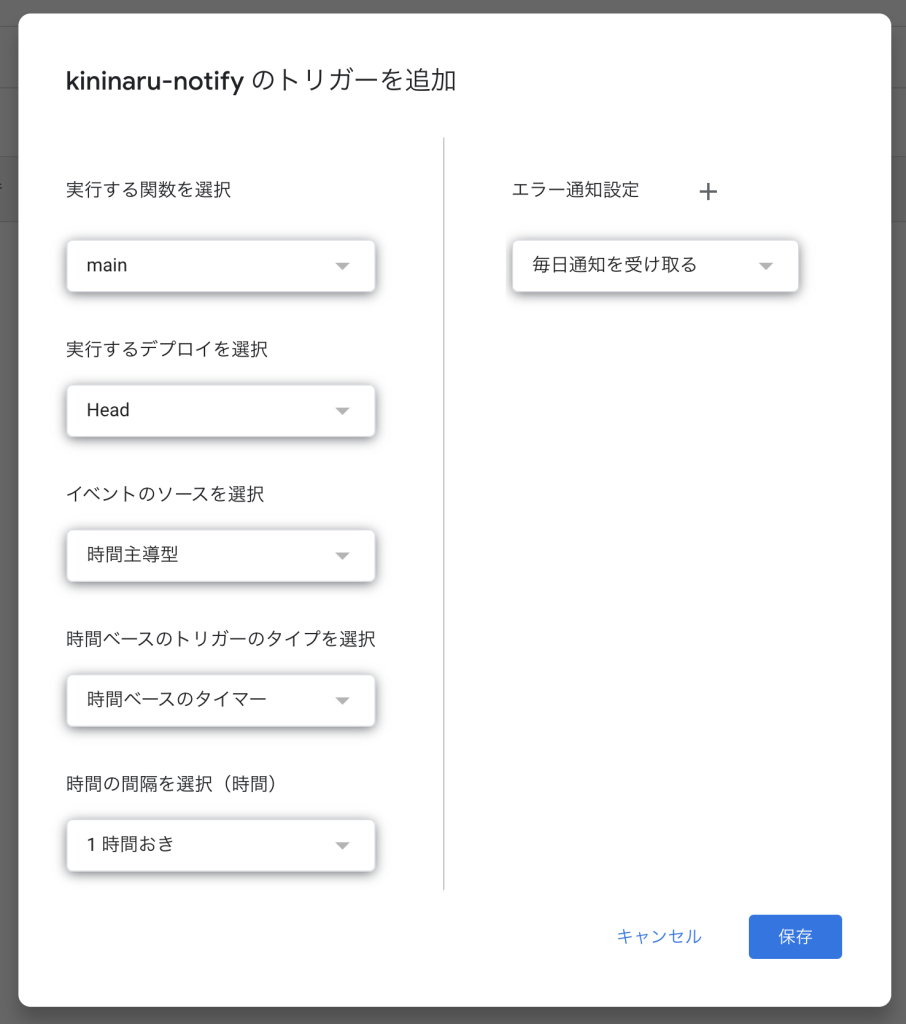 kininaru-notify のトリガーを追加
実行する関数を選択
main
実行するデプロイを選択
Head
イベントのソースを選択
時間主導型
時間ベースのトリガーのタイプを選択
時間ベースのタイマー
時間の間隔を選択（時間）
1 時間おき
エラー通知設定
毎日通知を受け取る
キャンセル
保存